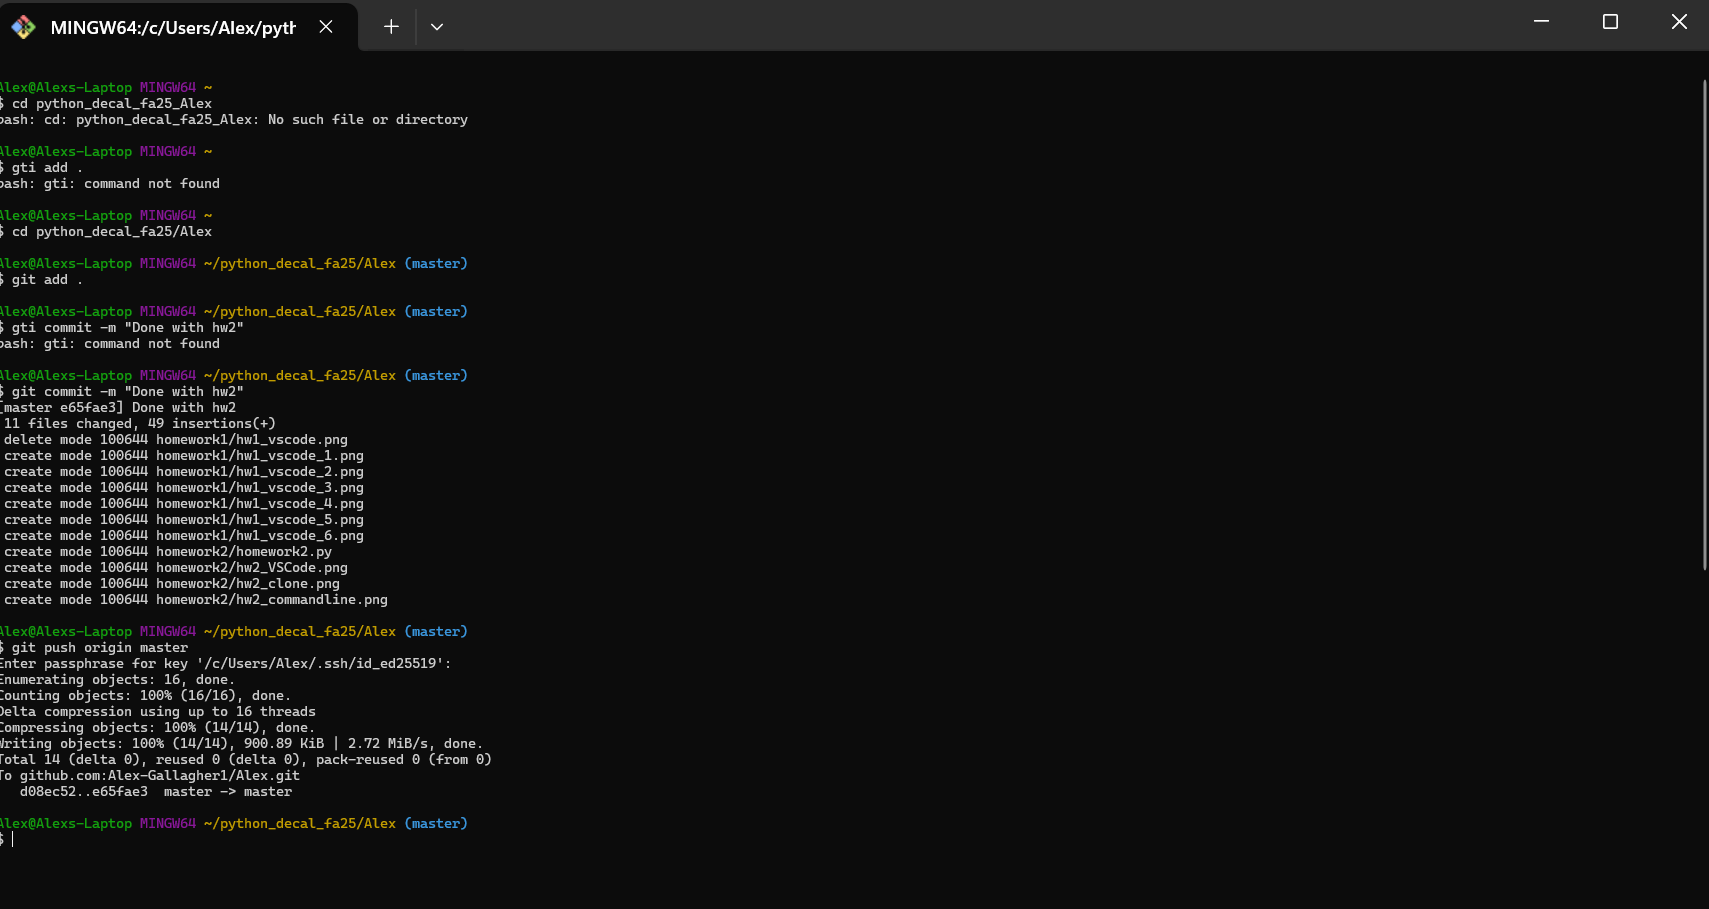 MINGW64:/c/Users/Alex/pyth
Alex@Alexs-Laptop MINGW64 ~
$ cd python_decal_fa25_Alex
bash: cd: python_decal_fa25_Alex: No such file or directory
Alex@Alexs-Laptop MINGW64 ~
$ gti add .
bash: gti: command not found
Alex@Alexs-Laptop MINGW64 ~
$ cd python_decal_fa25/Alex
Alex@Alexs-Laptop MINGW64 ~/python_decal_fa25/Alex (master)
$ git add .
Alex@Alexs-Laptop MINGW64 ~/python_decal_fa25/Alex (master)
$ gti commit -m "Done with hw2"
bash: gti: command not found
Alex@Alexs-Laptop MINGW64 ~/python_decal_fa25/Alex (master)
$ git commit -m "Done with hw2"
[master e65fae3] Done with hw2
11 files changed, 49 insertions(+)
delete mode 100644 homework1/hw1_vscode.png
create mode 100644 homework1/hw1_vscode_1.png
create mode 100644 homework1/hw1_vscode_2.png
create mode 100644 homework1/hw1_vscode_3.png
create mode 100644 homework1/hw1_vscode_4.png
create mode 100644 homework1/hw1_vscode_5.png
create mode 100644 homework1/hw1_vscode_6.png
create mode 100644 homework2/homework2.py
create mode 100644 homework2/hw2_VSCode.png
create mode 100644 homework2/hw2_clone.png
create mode 100644 homework2/hw2_commandline.png
Alex@Alexs-Laptop MINGW64 ~/python_decal_fa25/Alex (master)
$ git push origin master
Enter passphrase for key '/c/Users/Alex/.ssh/id_ed25519':
Enumerating objects: 16, done.
Counting objects: 100% (16/16), done.
Delta compression using up to 16 threads
Compressing objects: 100% (14/14), done.
Writing objects: 100% (14/14), 900.89 KiB | 2.72 MiB/s, done.
Total 14 (delta 0), reused 0 (delta 0), pack-reused 0 (from 0)
To github.com:Alex-Gallagher1/Alex.git
d08ec52..e65fae3  master -> master
Alex@Alexs-Laptop MINGW64 ~/python_decal_fa25/Alex (master)
$